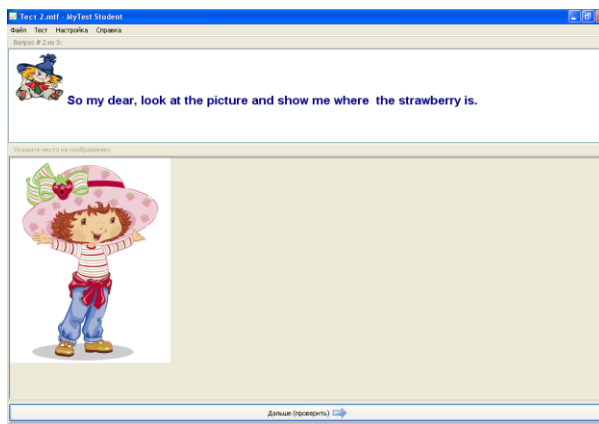 Тест 2.mtf - MyTest Student
Файл Тест Настройка Справка
Вопрос # 2 из 3:
So my dear, look at the picture and show me where the strawberry is.
Укажите место на изображении:
Дальше (проверить)